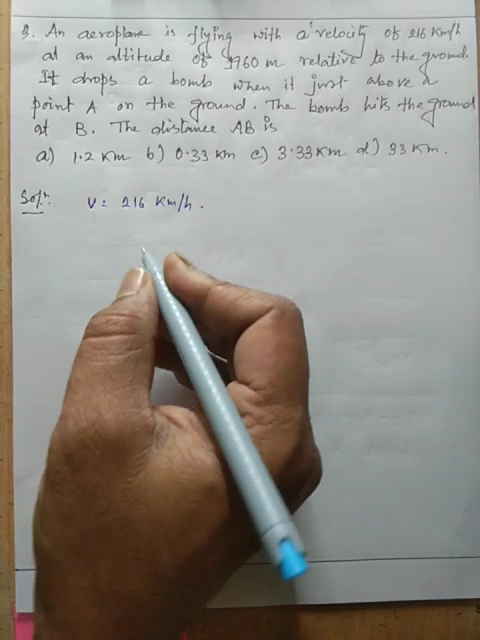 Q. An aeroplane is flying with a velocity of 216 Km/h
at an altitude of 1960 m relative to the ground.
It drops a bomb when it just above a
point A on the ground. The bomb hits the ground
at B. The distance AB is
a) 1.2 Km b) 0.33 Km c) 3.33 Km d) 33 Km.
Solⁿ: V = 216 Km/h.